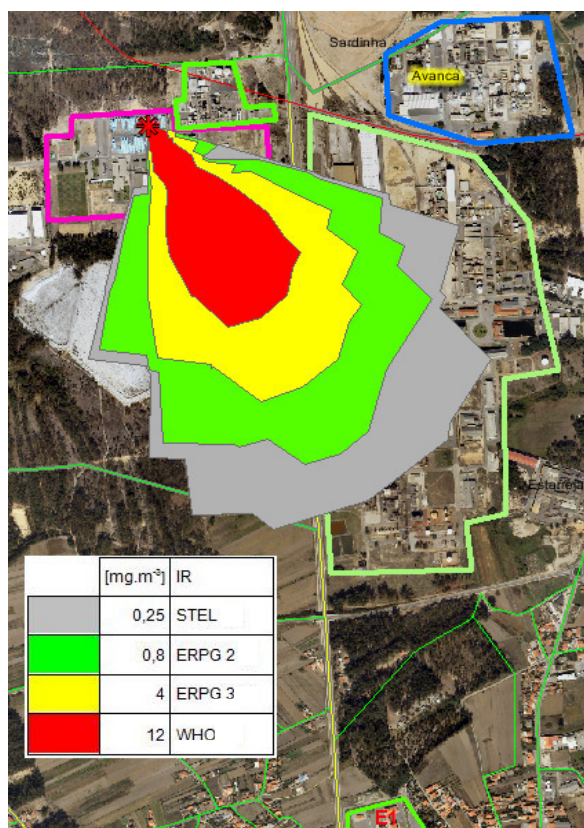 Sardinha
Avanca
Estarreja
[mg.m⁻³] IR
0,25 STEL
0,8 ERPG 2
4 ERPG 3
12 WHO
E1